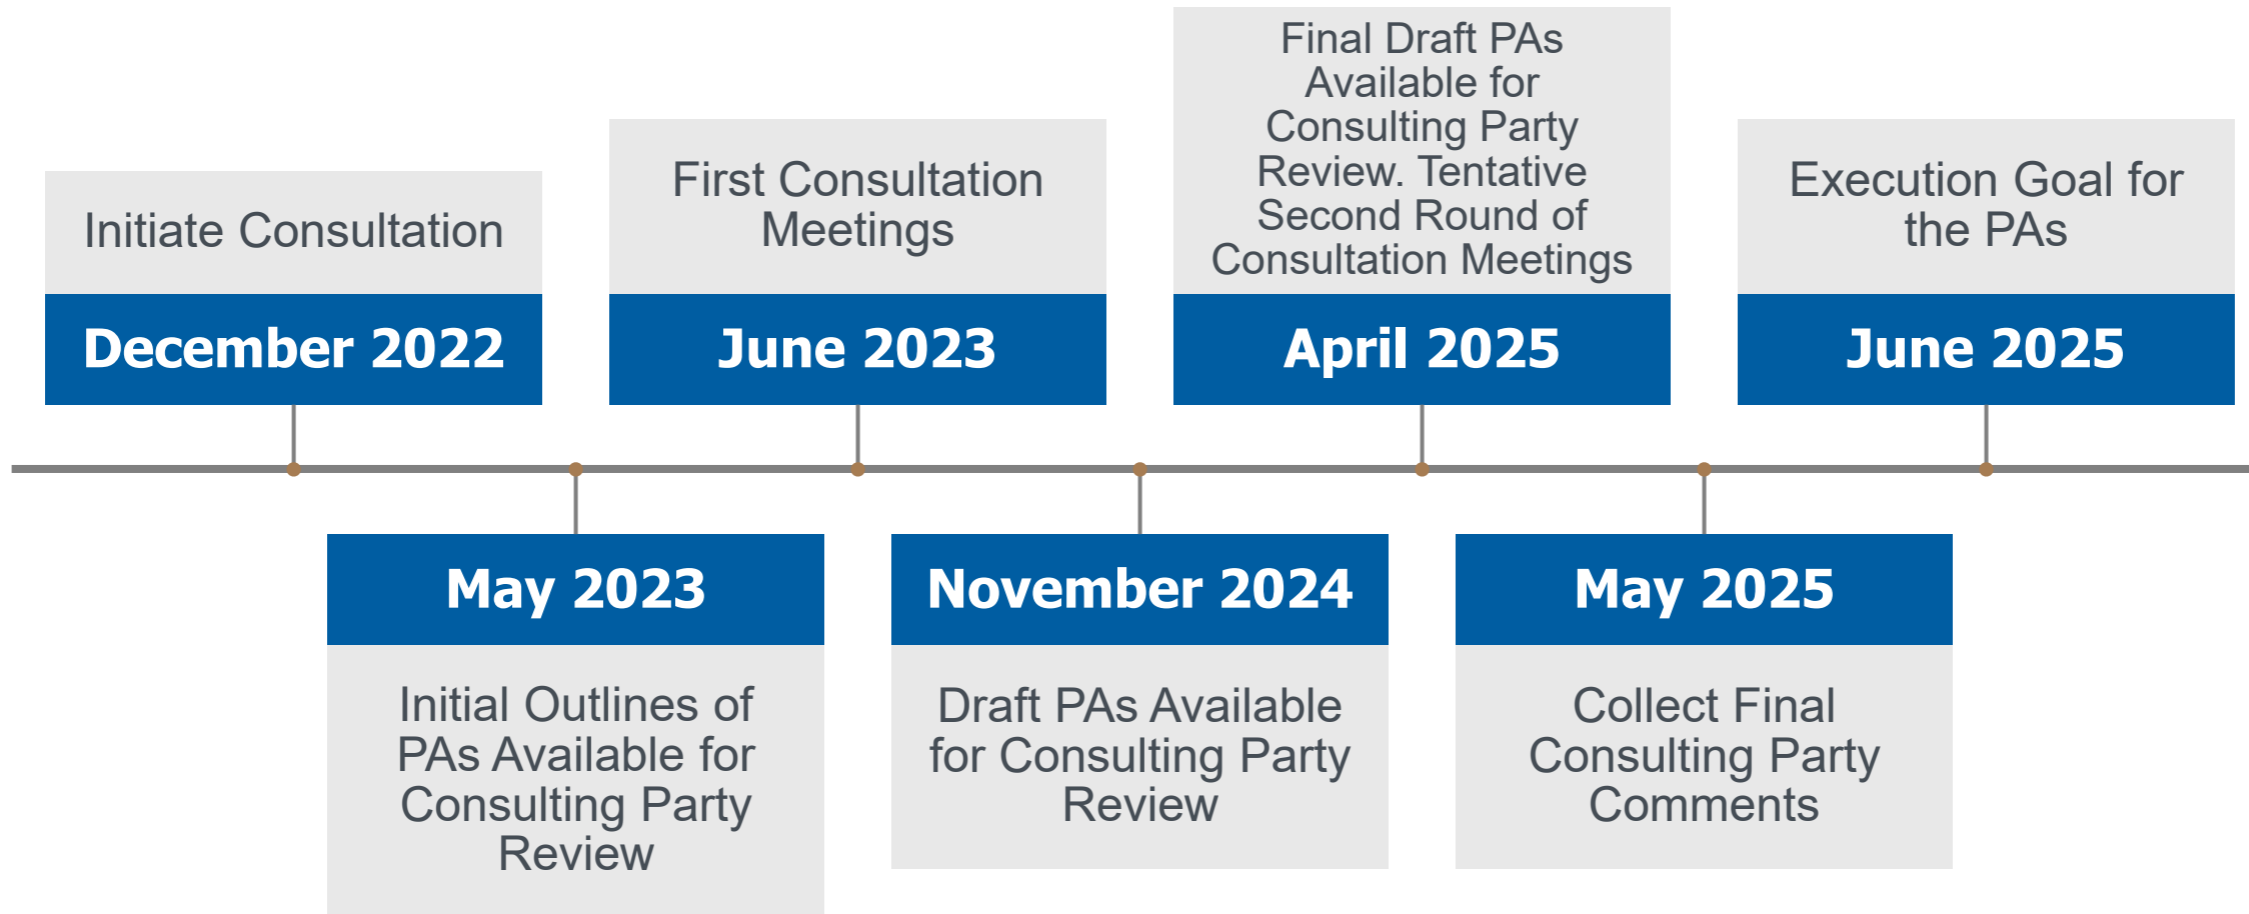 Initiate Consultation
December 2022
May 2023
Initial Outlines of
PAs Available for
Consulting Party
Review
First Consultation
Meetings
June 2023
November 2024
Draft PAs Available
for Consulting Party
Review
Final Draft PAs
Available for
Consulting Party
Review. Tentative
Second Round of
Consultation Meetings
April 2025
May 2025
Collect Final
Consulting Party
Comments
Execution Goal for
the PAs
June 2025